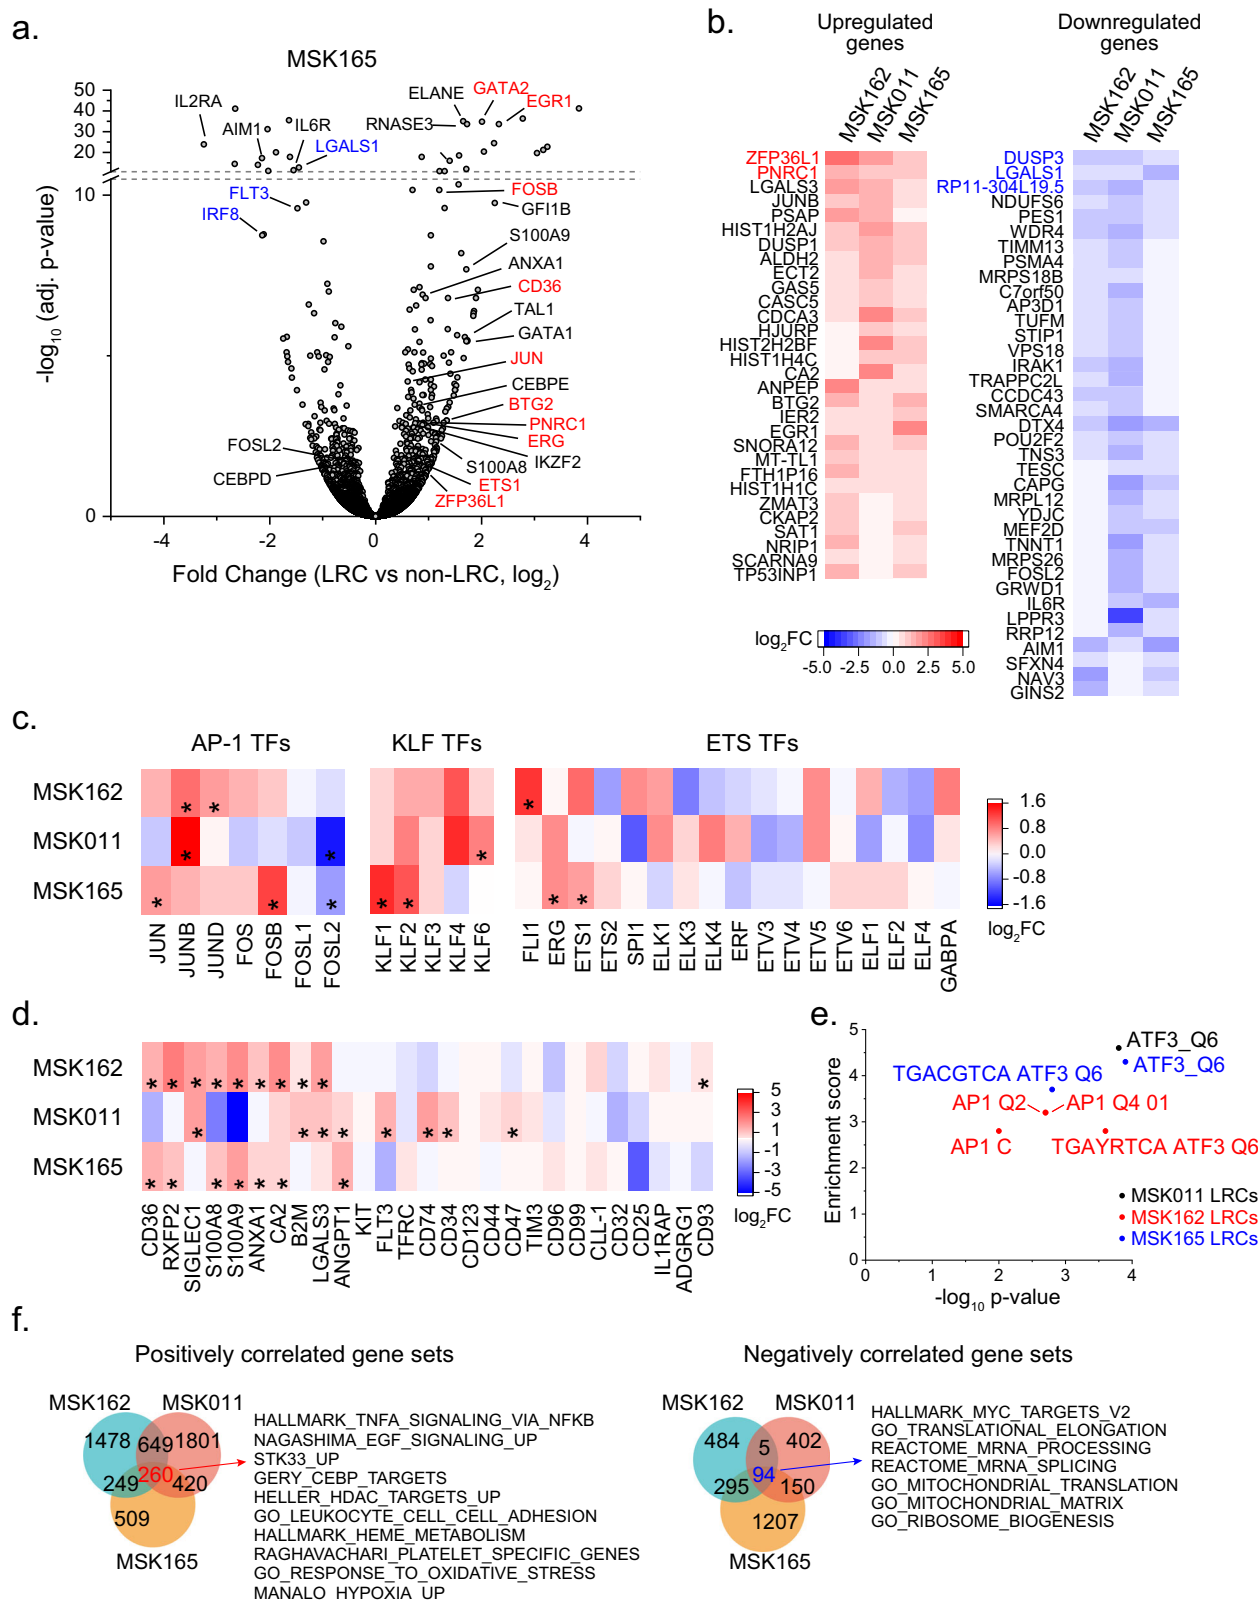 a.
MSK165
50
40
30
20
10
0
-log10 (adj. p-value)
-4
-2
0
2
4
Fold Change (LRC vs non-LRC, log2)
IL2RA
AIM1
IL6R
LGALS1
FLT3
IRF8
FOSL2
CEBPD
ELANE
GATA2
EGR1
RNASE3
FOSB
GFI1B
S100A9
ANXA1
CD36
TAL1
GATA1
JUN
CEBPE
BTG2
PNRC1
ERG
IKZF2
S100A8
ETS1
ZFP36L1
b.
Upregulated
genes
MSK162
MSK011
MSK165
ZFP36L1
PNRC1
LGALS3
JUNB
PSAP
HIST1H2AJ
DUSP1
ALDH2
ECT2
GAS5
CASC5
CDCA3
HJURP
HIST2H2BF
HIST1H4C
CA2
ANPEP
BTG2
IER2
EGR1
SNORA12
MT-TL1
FTH1P16
HIST1H1C
ZMAT3
CKAP2
SAT1
NRIP1
SCARNA9
TP53INP1
log2FC
-5.0 -2.5 0.0 2.5 5.0
Downregulated
genes
MSK162
MSK011
MSK165
DUSP3
LGALS1
RP11-304L19.5
NDUFS6
PES1
WDR4
TIMM13
PSMA4
MRPS18B
C7orf50
AP3D1
TUFM
STIP1
VPS18
IRAK1
TRAPPC2L
CCDC43
SMARCA4
DTX4
POU2F2
TNS3
TESC
CAPG
MRPL12
YDJC
MEF2D
TNNT1
MRPS26
FOSL2
GRWD1
IL6R
LPPR3
RRP12
AIM1
SFXN4
NAV3
GINS2
c.
AP-1 TFs
KLF TFs
ETS TFs
MSK162
MSK011
MSK165
* * *
* * *
* * * * * * *
JUN
JUNB
JUND
FOS
FOSB
FOSL1
FOSL2
KLF1
KLF2
KLF3
KLF4
KLF6
FLI1
ERG
ETS1
ETS2
SPI1
ELK1
ELK3
ELK4
ERF
ETV3
ETV4
ETV5
ETV6
ELF1
ELF2
ELF4
GABPA
1.6
0.8
0.0
-0.8
-1.6
log2FC
d.
MSK162
MSK011
MSK165
* * * * * * * * * *
* * * * * * * *
* * * * * * *
CD36
RXFP2
SIGLEC1
S100A8
S100A9
ANXA1
CA2
B2M
LGALS3
ANGPT1
KIT
FLT3
TFRC
CD74
CD34
CD123
CD44
CD47
TIM3
CD96
CD99
CLL-1
CD32
CD25
IL1RAP
ADGRG1
CD93
5
3
1
-1
-3
-5
log2FC
e.
5
4
3
2
1
0
Enrichment score
0
1
2
3
4
-log10 p-value
ATF3_Q6
ATF3_Q6
TGACGTCA ATF3 Q6
AP1 Q2
AP1 Q4 01
AP1 C
TGAYRTCA ATF3 Q6
MSK011 LRCs
MSK162 LRCs
MSK165 LRCs
f.
Positively correlated gene sets
MSK162
MSK011
1478
649
1801
260
249
420
509
MSK165
HALLMARK_TNFA_SIGNALING_VIA_NFKB
NAGASHIMA_EGF_SIGNALING_UP
STK33_UP
GERY_CEBP_TARGETS
HELLER_HDAC_TARGETS_UP
GO_LEUKOCYTE_CELL_CELL_ADHESION
HALLMARK_HEME_METABOLISM
RAGHAVACHARI_PLATELET_SPECIFIC_GENES
GO_RESPONSE_TO_OXIDATIVE_STRESS
MANALO_HYPOXIA_UP
Negatively correlated gene sets
MSK162
MSK011
484
5
402
94
295
150
1207
MSK165
HALLMARK_MYC_TARGETS_V2
GO_TRANSLATIONAL_ELONGATION
REACTOME_MRNA_PROCESSING
REACTOME_MRNA_SPLICING
GO_MITOCHONDRIAL_TRANSLATION
GO_MITOCHONDRIAL_MATRIX
GO_RIBOSOME_BIOGENESIS